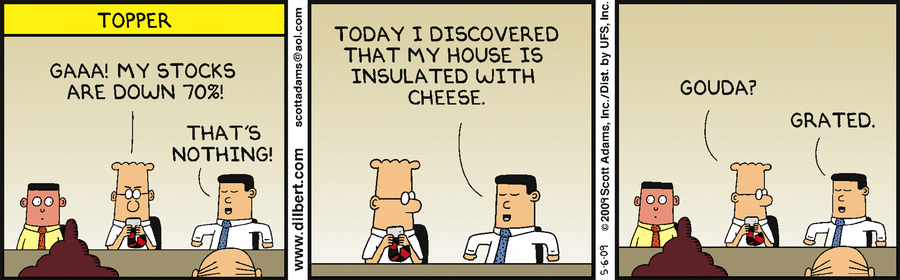 TOPPER
GAAA! MY STOCKS
ARE DOWN 70%!
THAT'S
NOTHING!
www.dilbert.com scottadams@aol.com
TODAY I DISCOVERED
THAT MY HOUSE IS
INSULATED WITH
CHEESE.
5-6-09 ©2009 Scott Adams, Inc./Dist. by UFS, Inc.
GOUDA?
GRATED.